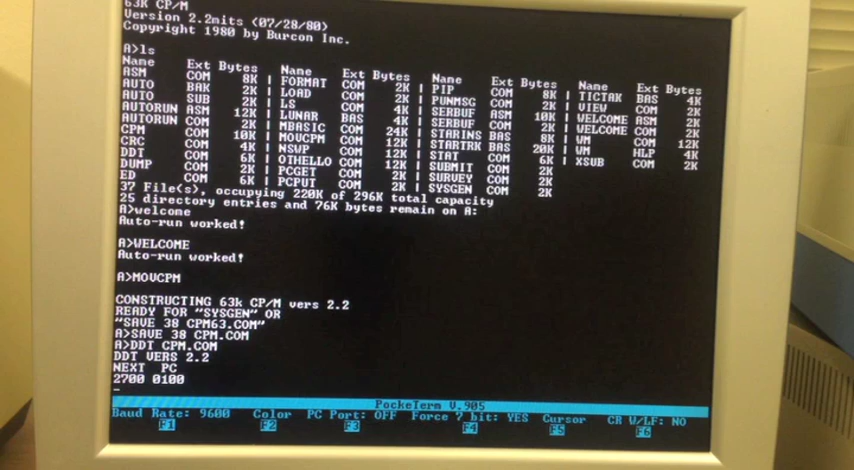 63K CP/M
Version 2.2mits (07/28/80)
Copyright 1980 by Burcon Inc.
A>ls
Name Ext Bytes Name Ext Bytes Name Ext Bytes Name Ext Bytes
ASM COM 8K | FORMAT COM 2K | PIP COM 8K | TICTAK BAS 4K
AUTO BAK 2K | LOAD COM 2K | PUNMSG COM 2K | VIEW COM 2K
AUTO SUB 2K | LS COM 2K | SERBUF ASM 10K | WELCOME ASM 2K
AUTORUN ASM 12K | LUNAR BAS 4K | SERBUF COM 2K | WELCOME COM 2K
AUTORUN COM 2K | MBASIC COM 24K | STARINS BAS 8K | WM COM 12K
CPM COM 10K | MOVCPM COM 12K | STARTRK BAS 20K | WM HLP 4K
CRC COM 4K | NSWP COM 12K | STAT COM 6K | XSUB COM 2K
DDT COM 6K | OTHELLO COM 12K | SUBMIT COM 2K
DUMP COM 2K | PCGET COM 2K | SURVEY COM 2K
ED COM 6K | PCPUT COM 2K | SYSGEN COM 2K
37 File(s), occupying 220K of 296K total capacity
25 directory entries and 76K bytes remain on A:
A>welcome
Auto-run worked!
A>WELCOME
Auto-run worked!
A>MOVCPM
CONSTRUCTING 63k CP/M vers 2.2
READY FOR "SYSGEN" OR
"SAVE 38 CPM63.COM"
A>SAVE 38 CPM.COM
A>DDT CPM.COM
DDT VERS 2.2
NEXT PC
2700 0100
PockeTerm V.905
Baud Rate: 9600 Color PC Port: OFF Force 7 bit: YES Cursor CR W/LF: NO
F1 F2 F3 F4 F5 F6